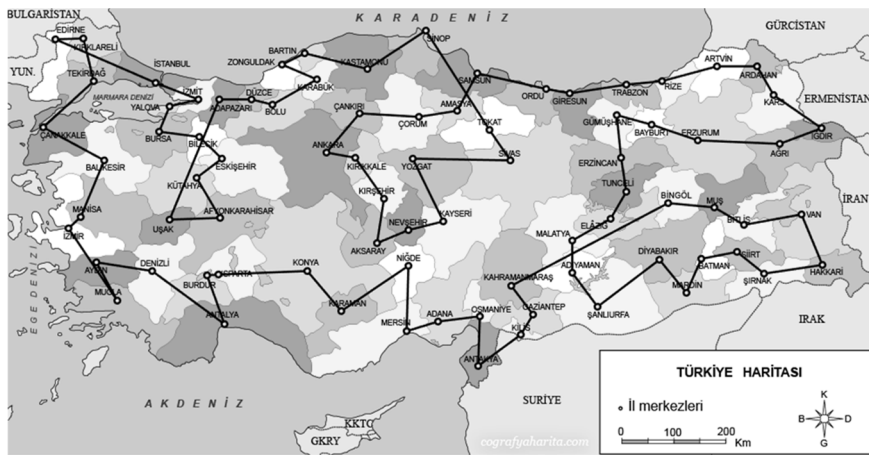 BULGARİSTAN
KARADENİZ
GÜRCİSTAN
EDİRNE
KIRKLARELİ
YUN.
TEKİRDAĞ
İSTANBUL
MARMARA DENİZİ
İZMİT
YALOVA
BURSA
BİLECİK
ÇANAKKALE
BALIKESİR
ADAPAZARI
DÜZCE
BOLU
ZONGULDAK
BARTIN
KARABÜK
KASTAMONU
SİNOP
SAMSUN
ÇANKIRI
ÇORUM
AMASYA
TOKAT
ORDU
GİRESUN
TRABZON
RİZE
ARTVİN
ARDAHAN
KARS
ERMENİSTAN
IĞDIR
AĞRI
ERZURUM
BAYBURT
GÜMÜŞHANE
ERZİNCAN
TUNCELİ
ELÂZIĞ
BİNGÖL
MUŞ
BİTLİS
VAN
İRAN
HAKKARİ
ŞIRNAK
SİİRT
BATMAN
MARDİN
DİYABAKIR
ŞANLIURFA
ADIYAMAN
MALATYA
KAHRAMANMARAŞ
GAZİANTEP
KİLİS
OSMANİYE
ANTAKYA
ADANA
MERSİN
NİĞDE
KARAMAN
KONYA
AKSARAY
NEVŞEHİR
KAYSERİ
KIRŞEHİR
KIRIKKALE
ANKARA
YOZGAT
SİVAS
ESKİŞEHİR
KÜTAHYA
AFYONKARAHİSAR
UŞAK
MANİSA
İZMİR
AYDIN
MUĞLA
DENİZLİ
BURDUR
ISPARTA
ANTALYA
EGEDENİZİ
AKDENİZ
GKRY
KKTC
SURİYE
IRAK
TÜRKİYE HARİTASI
İl merkezleri
0 100 200
Km
K
B D
G
cografyaharita.com